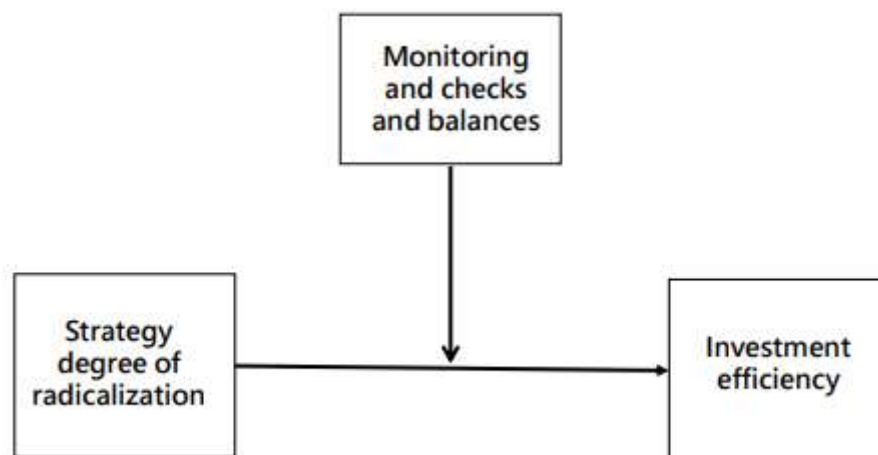 Monitoring
and checks
and balances
Strategy
degree of
radicalization
Investment
efficiency